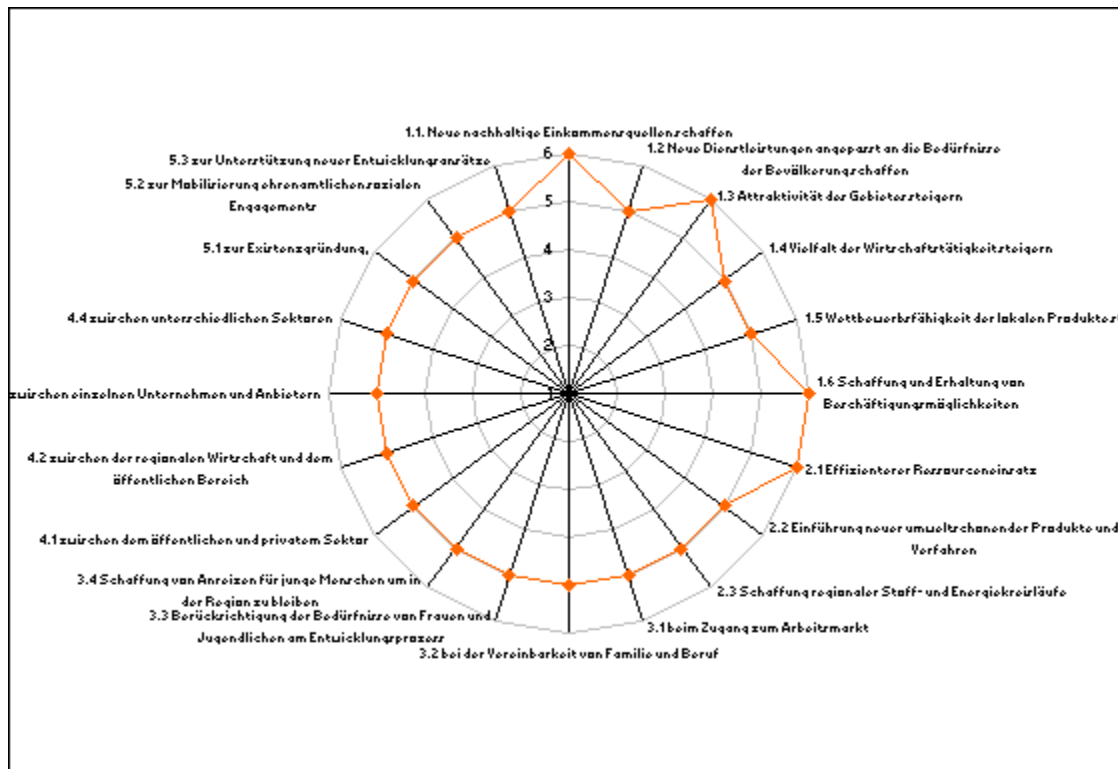 1.1. Neue nachhaltige Einkommensquellen schaffen
1.2 Neue Dienstleistungen angepasst an die Bedürfnisse
der Bevölkerung schaffen
1.3 Attraktivität des Gebietes steigern
1.4 Vielfalt der Wirtschaftstätigkeit steigern
1.5 Wettbewerbsfähigkeit der lokalen Produkte st
1.6 Schaffung und Erhaltung von
Beschäftigungsmöglichkeiten
2.1 Effizienterer Ressourceneinsatz
2.2 Einführung neuer umweltschonender Produkte und
Verfahren
2.3 Schaffung regionaler Stoff- und Energiekreisläufe
3.1 beim Zugang zum Arbeitsmarkt
3.2 bei der Vereinbarkeit von Familie und Beruf
3.3 Berücksichtigung der Bedürfnisse von Frauen und
Jugendlichen am Entwicklungsprozess
3.4 Schaffung von Anreizen für junge Menschen um in
der Region zu bleiben
4.1 zwischen dem öffentlichen und privatem Sektor
4.2 zwischen der regionalen Wirtschaft und dem
öffentlichen Bereich
zwischen einzelnen Unternehmen und Anbietern
4.4 zwischen unterschiedlichen Sektoren
5.1 zur Existenzgründung,
5.2 zur Mobilisierung ehrenamtlichen sozialen
Engagements
5.3 zur Unterstützung neuer Entwicklungsansätze
6
5
4
3
2
1